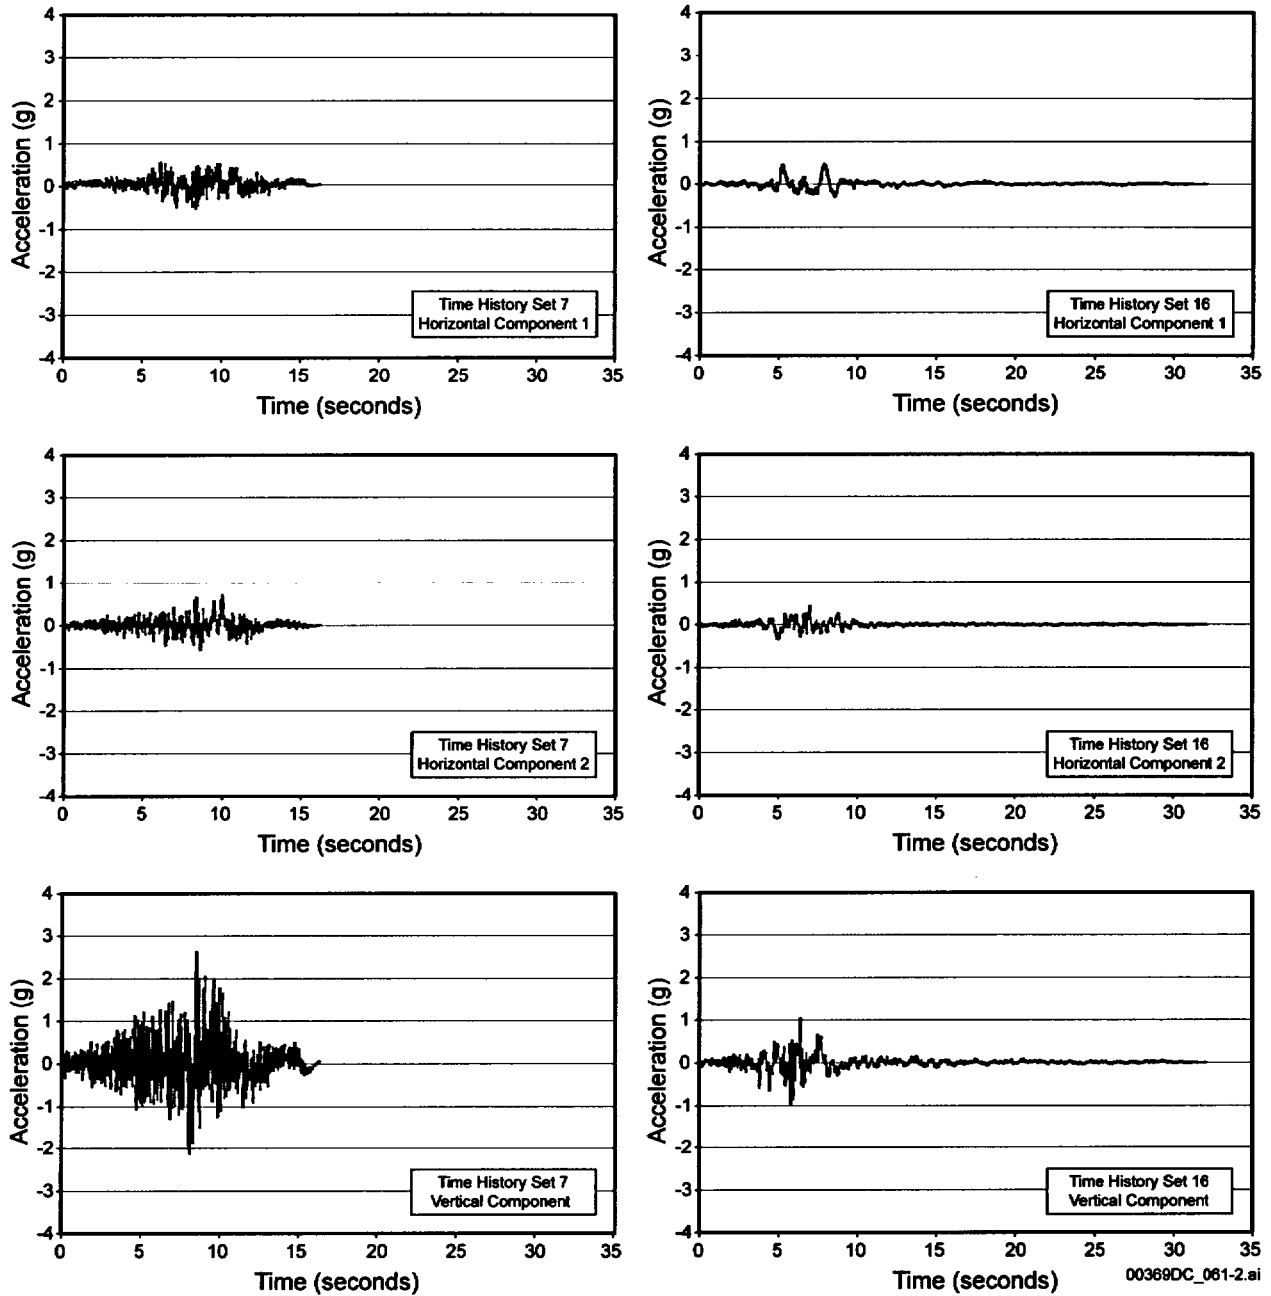 4
3
2
1
0
-1
-2
-3
-4
Acceleration (g)
Time History Set 7
Horizontal Component 1
0 5 10 15 20 25 30 35
Time (seconds)
4
3
2
1
0
-1
-2
-3
-4
Acceleration (g)
Time History Set 16
Horizontal Component 1
0 5 10 15 20 25 30 35
Time (seconds)
4
3
2
1
0
-1
-2
-3
-4
Acceleration (g)
Time History Set 7
Horizontal Component 2
0 5 10 15 20 25 30 35
Time (seconds)
4
3
2
1
0
-1
-2
-3
-4
Acceleration (g)
Time History Set 16
Horizontal Component 2
0 5 10 15 20 25 30 35
Time (seconds)
4
3
2
1
0
-1
-2
-3
-4
Acceleration (g)
Time History Set 7
Vertical Component
0 5 10 15 20 25 30 35
Time (seconds)
4
3
2
1
0
-1
-2
-3
-4
Acceleration (g)
Time History Set 16
Vertical Component
0 5 10 15 20 25 30 35
Time (seconds)
00369DC_061-2.ai